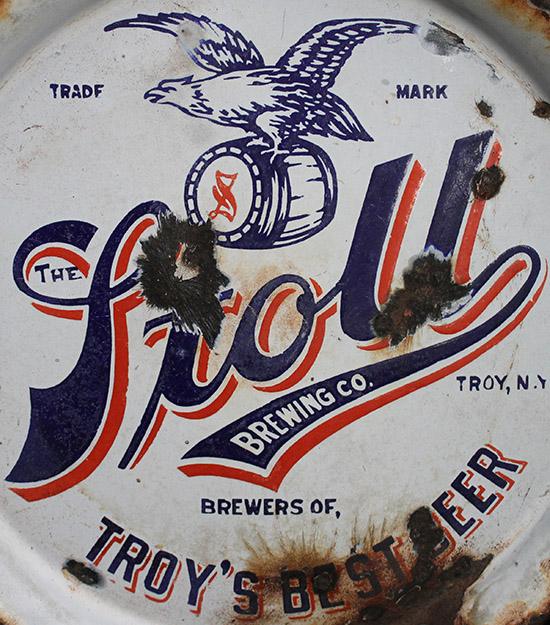 TRADE MARK
S
THE
Stoll
BREWING CO.
TROY, N.Y
BREWERS OF,
TROY'S BEST BEER